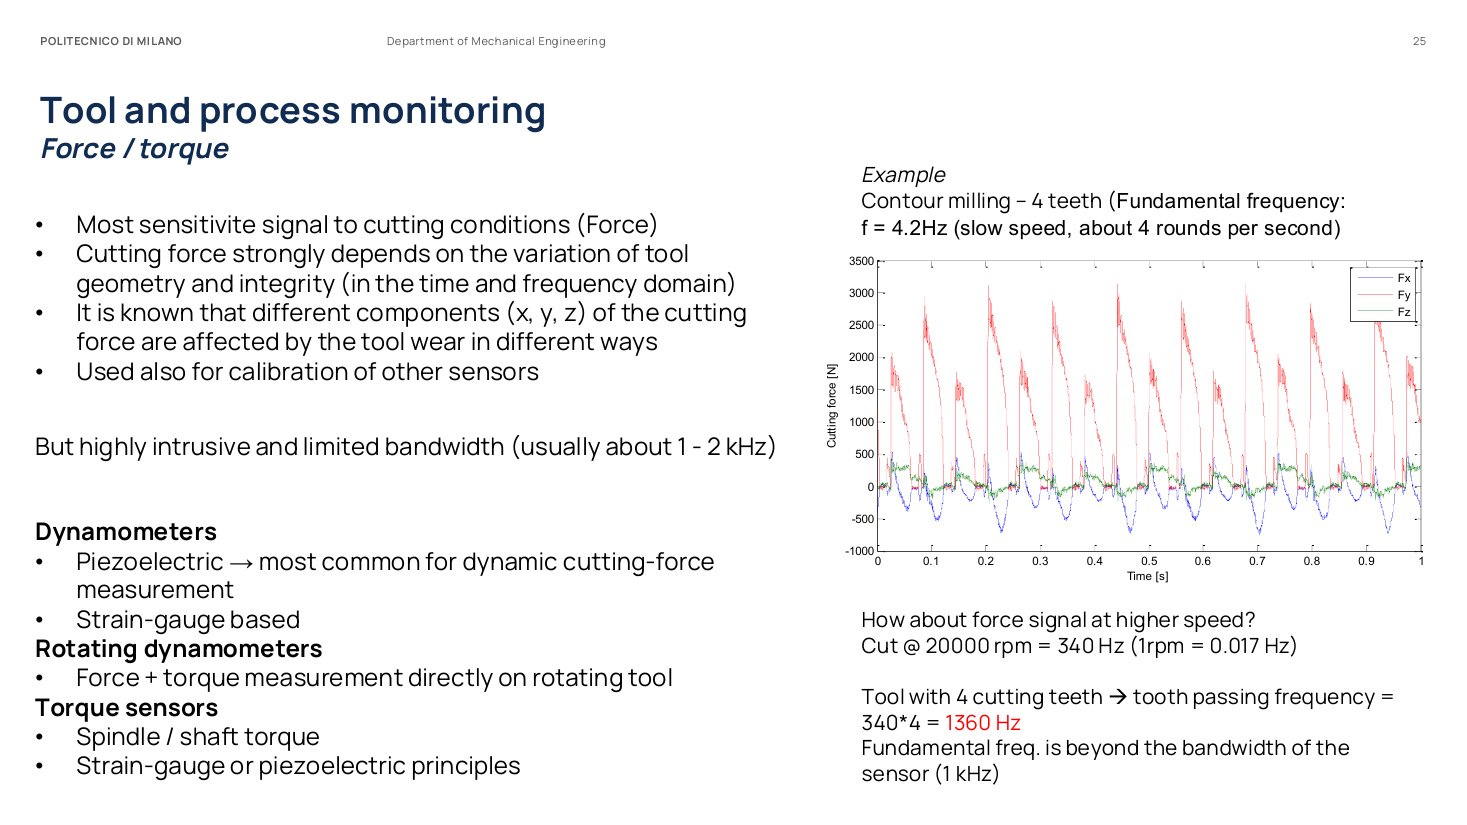 POLITECNICO DI MILANO
Department of Mechanical Engineering
25
Tool and process monitoring
Force / torque
• Most sensitivite signal to cutting conditions (Force)
• Cutting force strongly depends on the variation of tool
geometry and integrity (in the time and frequency domain)
• It is known that different components (x, y, z) of the cutting
force are affected by the tool wear in different ways
• Used also for calibration of other sensors
But highly intrusive and limited bandwidth (usually about 1 - 2 kHz)
Dynamometers
• Piezoelectric → most common for dynamic cutting-force
measurement
• Strain-gauge based
Rotating dynamometers
• Force + torque measurement directly on rotating tool
Torque sensors
• Spindle / shaft torque
• Strain-gauge or piezoelectric principles
Example
Contour milling – 4 teeth (Fundamental frequency:
f = 4.2Hz (slow speed, about 4 rounds per second)
3500
3000
2500
2000
1500
1000
500
0
-500
-1000
Cutting force [N]
Fx
Fy
Fz
0 0.1 0.2 0.3 0.4 0.5 0.6 0.7 0.8 0.9 1
Time [s]
How about force signal at higher speed?
Cut @ 20000 rpm = 340 Hz (1rpm = 0.017 Hz)
Tool with 4 cutting teeth → tooth passing frequency =
340*4 = 1360 Hz
Fundamental freq. is beyond the bandwidth of the
sensor (1 kHz)